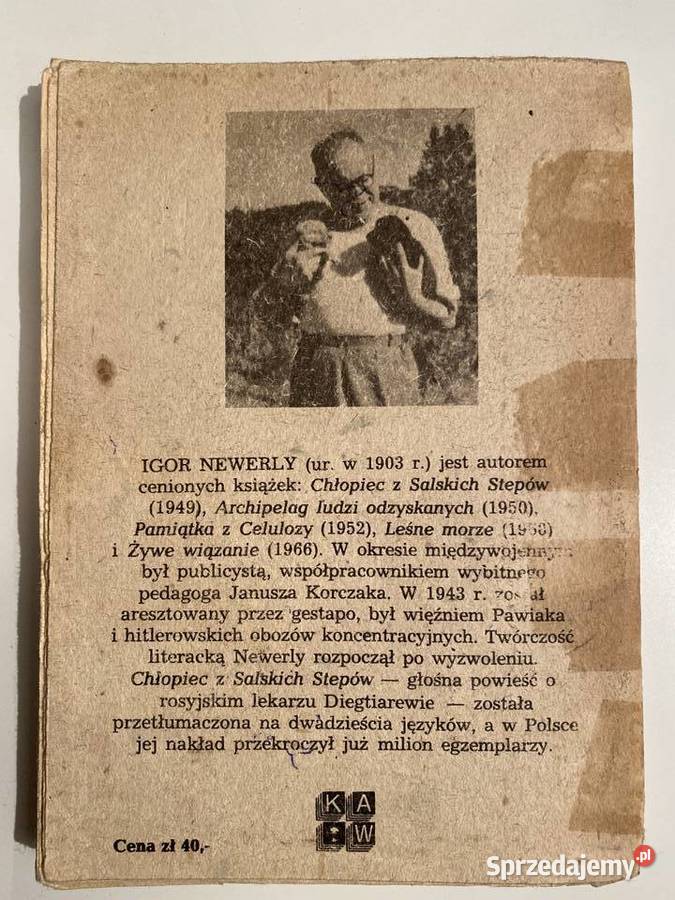 IGOR NEWERLY (ur. w 1903 r.) jest autorem
cenionych książek: Chłopiec z Salskich Stepów
(1949), Archipelag ludzi odzyskanych (1950),
Pamiątka z Celulozy (1952), Leśne morze
i Żywe wiązanie (1966). W okresie międzywojennym
był publicystą, współpracownikiem wybitnego
pedagoga Janusza Korczaka. W 1943 r. został
aresztowany przez gestapo, był więźniem Pawiaka
i hitlerowskich obozów koncentracyjnych. Twórczość
literacką Newerly rozpoczął po wyzwoleniu.
Chłopiec z Salskich Stepów — głośna powieść o
rosyjskim lekarzu Diegtiarewie — została
przetłumaczona na dwadzieścia języków, a w Polsce
jej nakład przekroczył już milion egzemplarzy.
K A
W
Cena zł 40,-
Sprzedajemy.pl